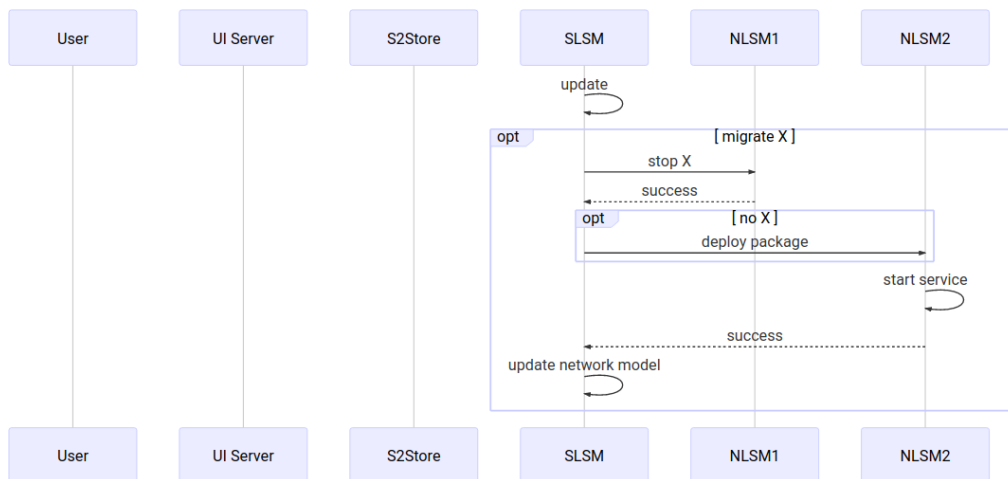 User UI Server S2Store SLSM NLSM1 NLSM2
update
opt [ migrate X ]
stop X
success
opt [ no X ]
deploy package
start service
success
update network model
User UI Server S2Store SLSM NLSM1 NLSM2